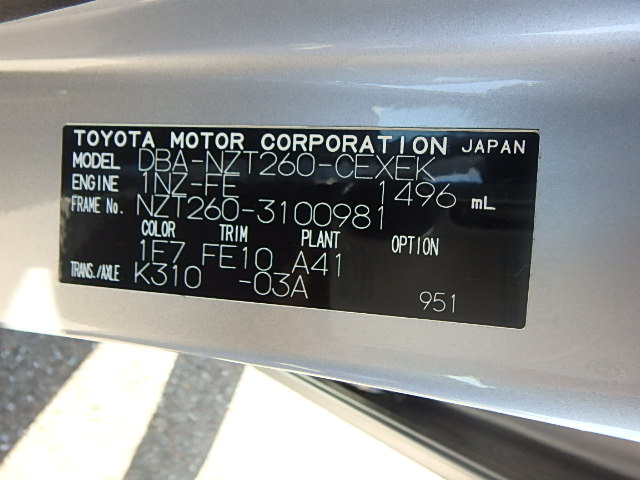 TOYOTA MOTOR CORPORATION JAPAN
MODEL DBA-NZT260-CEXEK
ENGINE 1NZ-FE 1496 mL
FRAME No. NZT260-3100981
COLOR TRIM PLANT OPTION
1E7 FE10 A41
TRANS./AXLE K310 -03A
951